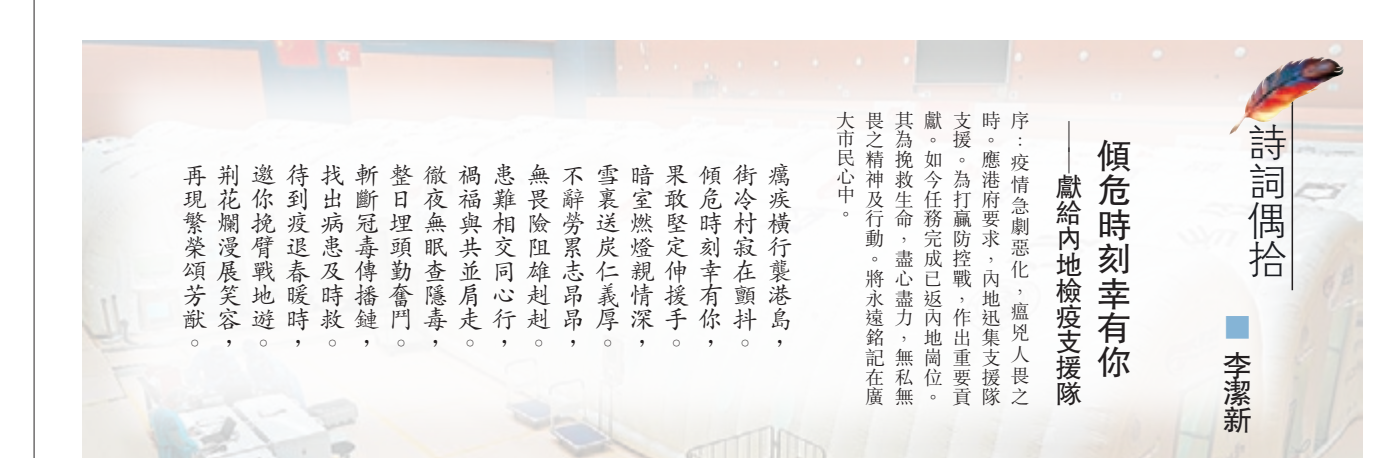 詩詞偶拾
■ 李潔新
傾危時刻幸有你
——獻給內地檢疫支援隊
序：疫情急劇惡化，瘟兇人畏之
時。應港府要求，內地迅集支援隊
支援。為打贏防控戰，作出重要貢
獻。如今任務完成已返內地崗位。
其為挽救生命，盡心盡力，無私無
畏之精神及行動。將永遠銘記在廣
大市民心中。
癘疾橫行襲港島，
街冷村寂在顫抖。
傾危時刻幸有你，
果敢堅定伸援手。
暗室燃燈親情深，
雪裏送炭仁義厚。
不辭勞累志昂昂，
無畏險阻雄赳赳。
患難相交同心行，
禍福與共並肩走。
徹夜無眠查隱毒，
整日埋頭勤奮鬥。
斬斷冠毒傳播鏈，
找出病患及時救。
待到疫退春暖時，
邀你挽臂戰地遊。
荆花爛漫展笑容，
再現繁榮頌芳猷。